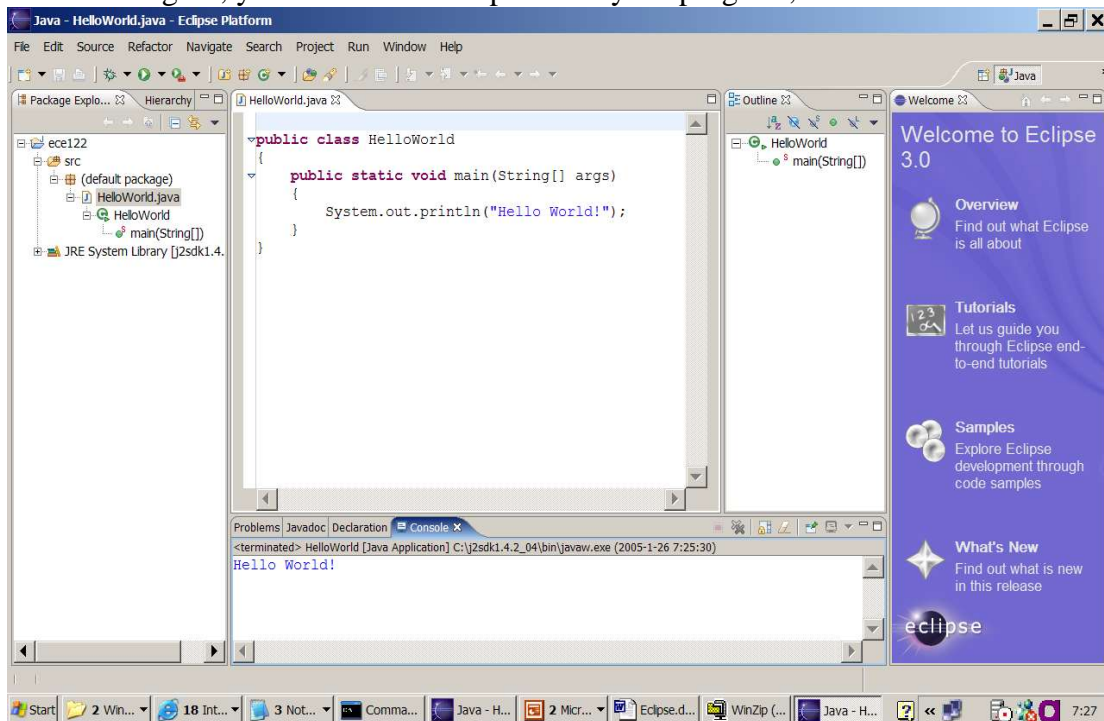 Java - HelloWorld.java - Eclipse Platform
File Edit Source Refactor Navigate Search Project Run Window Help
Java
Package Explo... Hierarchy
ece122
src
(default package)
HelloWorld.java
HelloWorld
main(String[])
JRE System Library [j2sdk1.4.
HelloWorld.java
public class HelloWorld
{
public static void main(String[] args)
{
System.out.println("Hello World!");
}
}
Outline
HelloWorld
S main(String[])
Welcome
Welcome to Eclipse
3.0
Overview
Find out what Eclipse
is all about
Tutorials
Let us guide you
through Eclipse end-
to-end tutorials
Samples
Explore Eclipse
development through
code samples
What's New
Find out what is new
in this release
eclipse
Problems Javadoc Declaration Console
<terminated> HelloWorld [Java Application] C:\j2sdk1.4.2_04\bin\javaw.exe (2005-1-26 7:25:30)
Hello World!
Start 2 Win... 18 Int... 3 Not... Comma... Java - H... 2 Micr... Eclipse.d... WinZip (... Java - H... 7:27